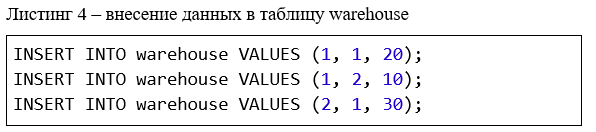 Листинг 4 – внесение данных в таблицу warehouse
INSERT INTO warehouse VALUES (1, 1, 20);
INSERT INTO warehouse VALUES (1, 2, 10);
INSERT INTO warehouse VALUES (2, 1, 30);